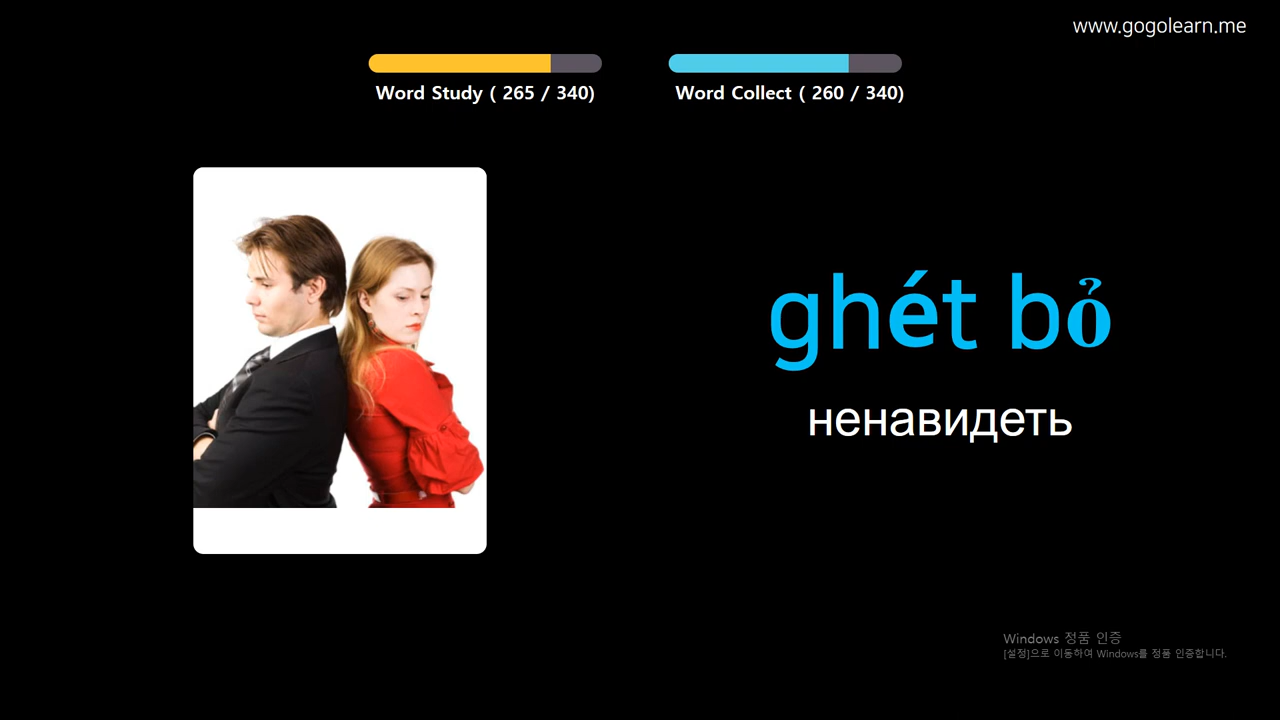 www.gogolearn.me
Word Study ( 265 / 340)
Word Collect ( 260 / 340)
ghét bỏ
ненавидеть
Windows 정품 인증
[설정]으로 이동하여 Windows를 정품 인증합니다.